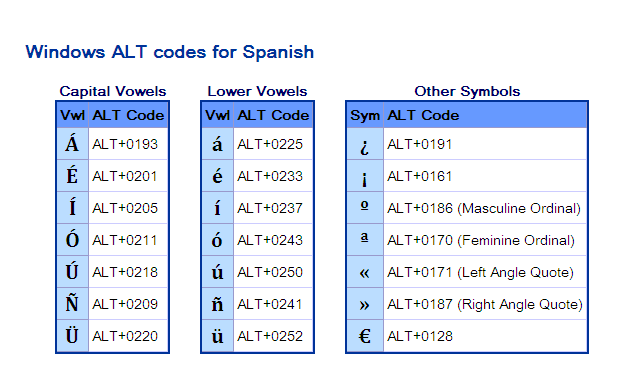 Windows ALT codes for Spanish
Capital Vowels
Vwl ALT Code
Á ALT+0193
É ALT+0201
Í ALT+0205
Ó ALT+0211
Ú ALT+0218
Ñ ALT+0209
Ü ALT+0220
Lower Vowels
Vwl ALT Code
á ALT+0225
é ALT+0233
í ALT+0237
ó ALT+0243
ú ALT+0250
ñ ALT+0241
ü ALT+0252
Other Symbols
Sym ALT Code
¿ ALT+0191
¡ ALT+0161
º ALT+0186 (Masculine Ordinal)
ª ALT+0170 (Feminine Ordinal)
« ALT+0171 (Left Angle Quote)
» ALT+0187 (Right Angle Quote)
€ ALT+0128